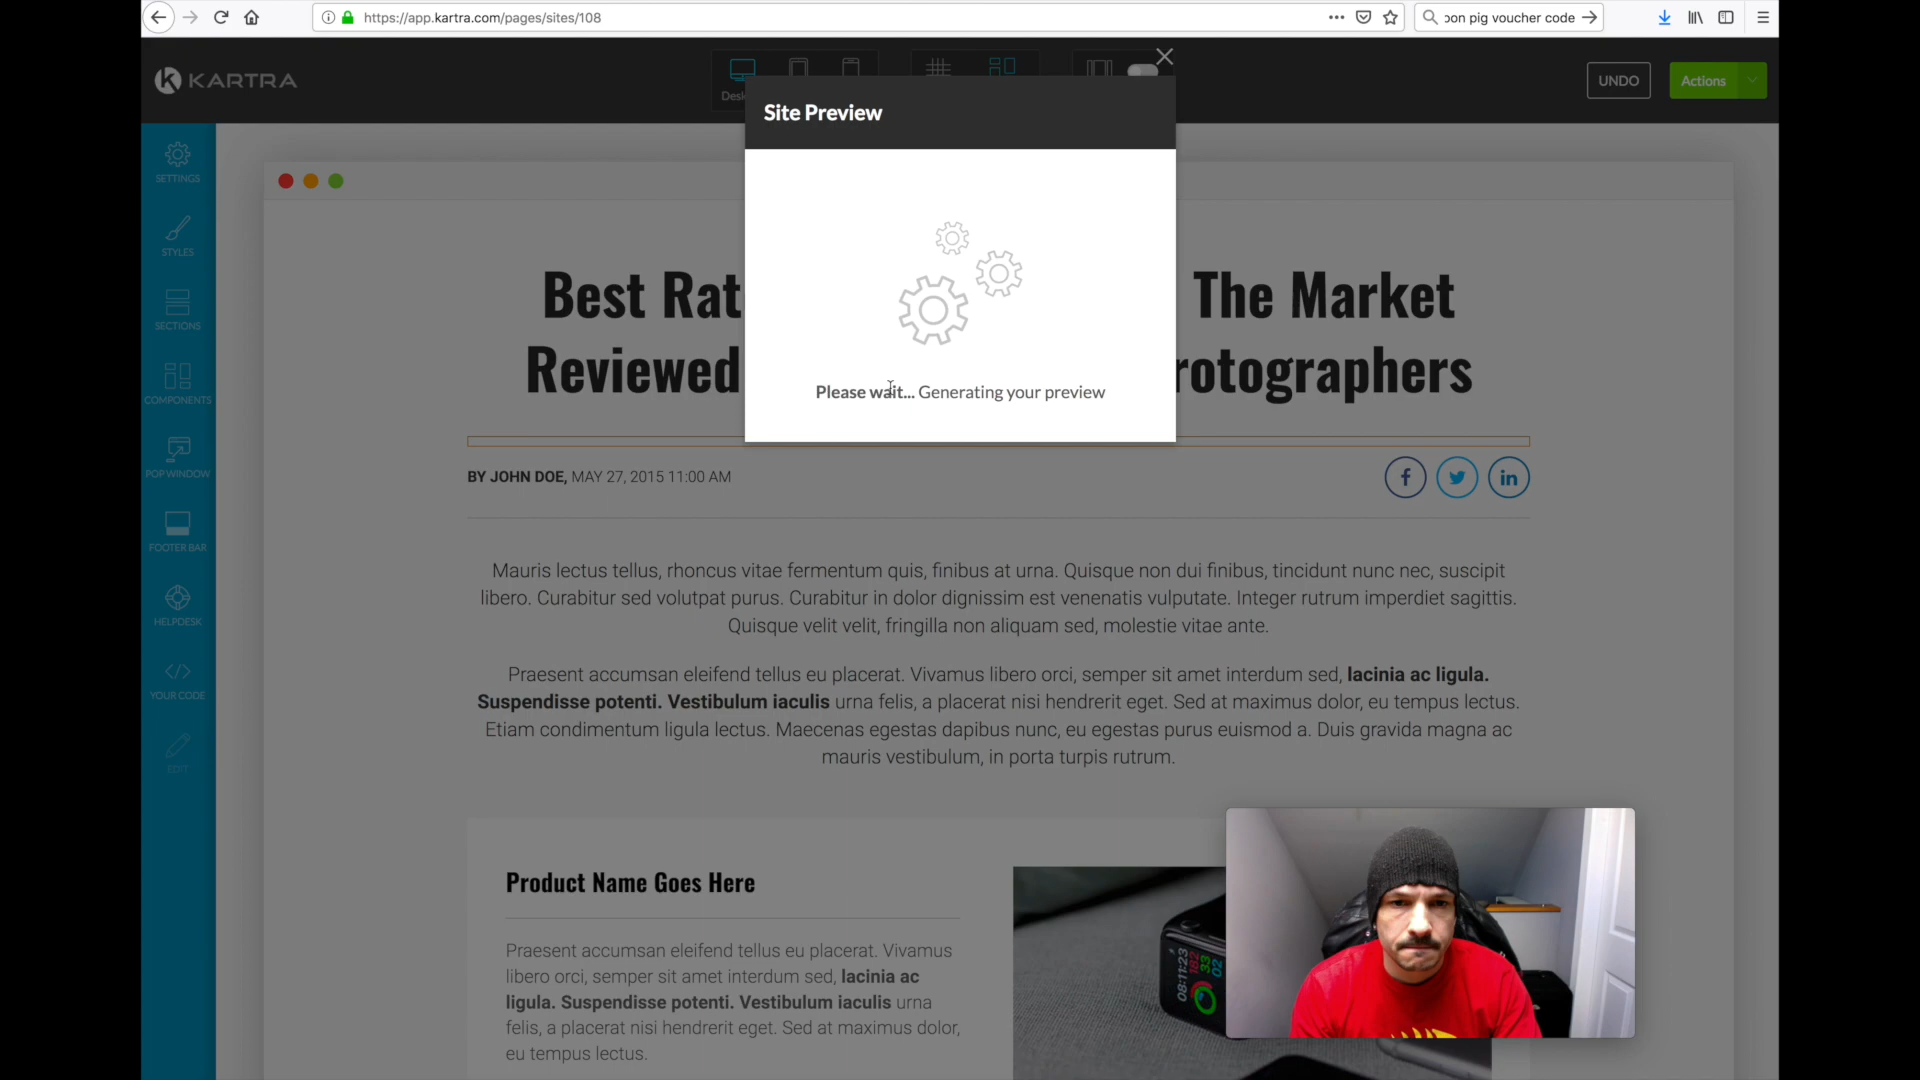 https://app.kartra.com/pages/sites/108
oon pig voucher code
KARTRA
Desk
UNDO
Actions
Site Preview
SETTINGS
STYLES
SECTIONS
COMPONENTS
POP WINDOW
FOOTER BAR
HELPDESK
YOUR CODE
EDIT
Please wait... Generating your preview
Best Rat The Market
Reviewed rotographers
BY JOHN DOE, MAY 27, 2015 11:00 AM
f
in
Mauris lectus tellus, rhoncus vitae fermentum quis, finibus at urna. Quisque non dui finibus, tincidunt nunc nec, suscipit
libero. Curabitur sed volutpat purus. Curabitur in dolor dignissim est venenatis vulputate. Integer rutrum imperdiet sagittis.
Quisque velit velit, fringilla non aliquam sed, molestie vitae ante.
Praesent accumsan eleifend tellus eu placerat. Vivamus libero orci, semper sit amet interdum sed, lacinia ac ligula.
Suspendisse potenti. Vestibulum iaculis urna felis, a placerat nisi hendrerit eget. Sed at maximus dolor, eu tempus lectus.
Etiam condimentum ligula lectus. Maecenas egestas dapibus nunc, eu egestas purus euismod a. Duis gravida magna ac
mauris vestibulum, in porta turpis rutrum.
Product Name Goes Here
Praesent accumsan eleifend tellus eu placerat. Vivamus
libero orci, semper sit amet interdum sed, lacinia ac
ligula. Suspendisse potenti. Vestibulum iaculis urna
felis, a placerat nisi hendrerit eget. Sed at maximus dolor,
eu tempus lectus.
08:11:23
182
33
02